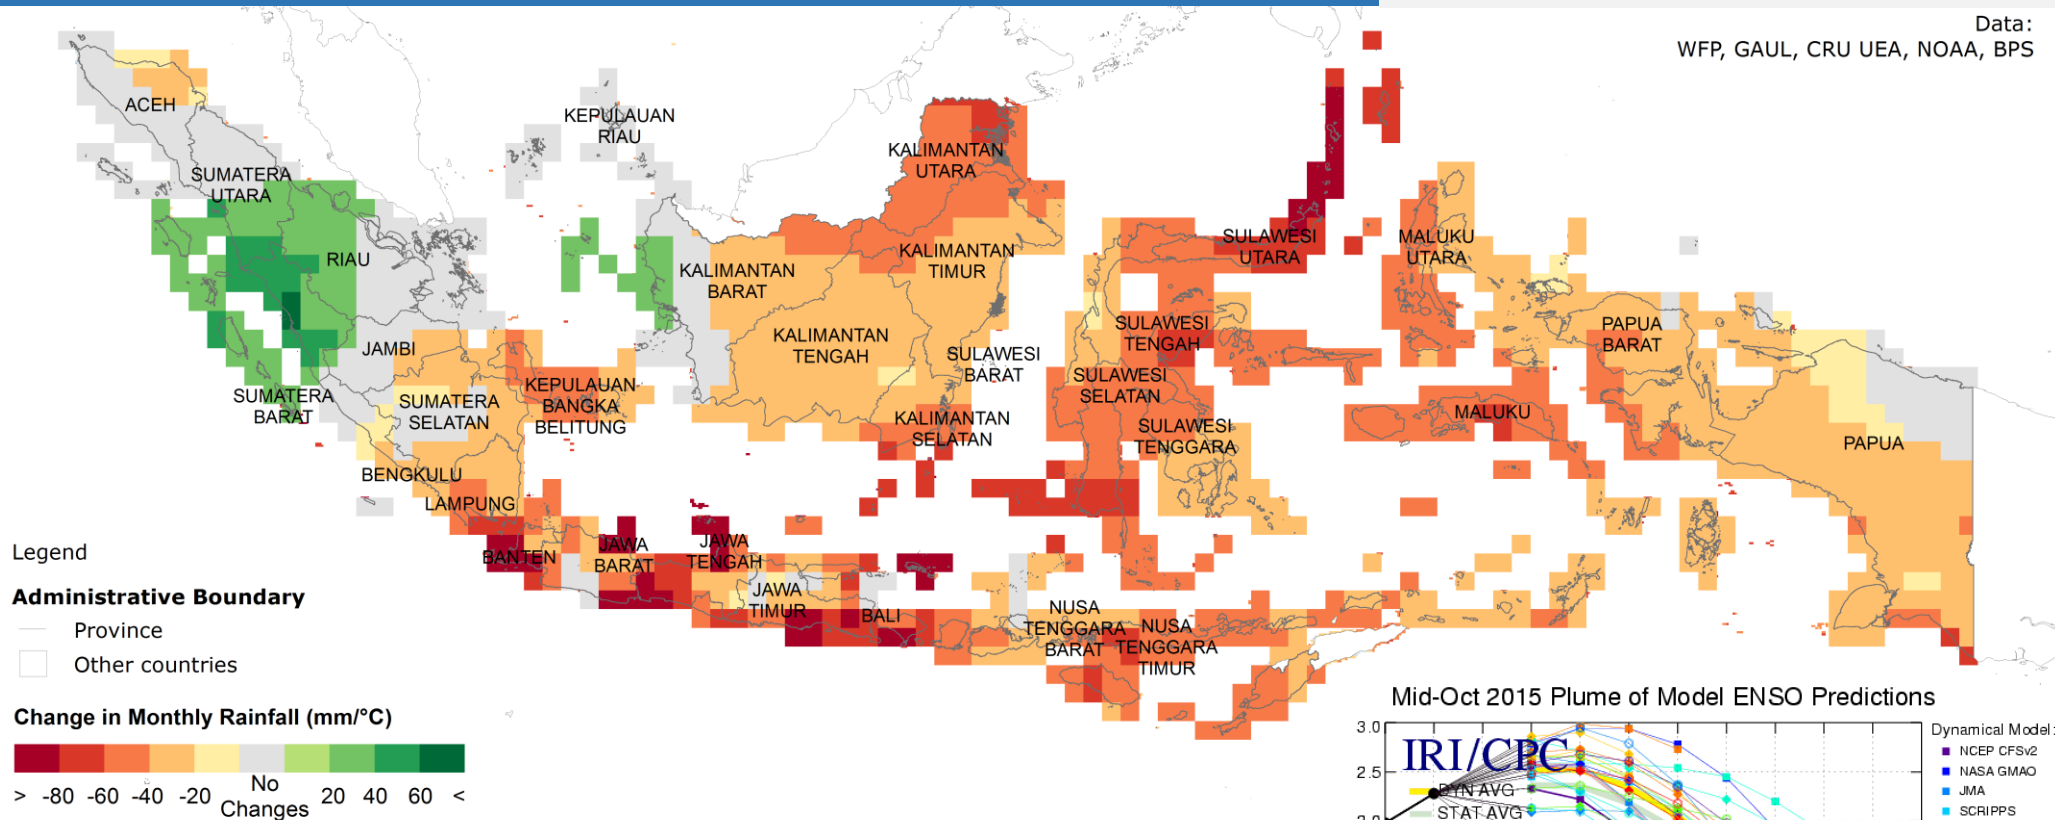 Data:
WFP, GAUL, CRU UEA, NOAA, BPS
ACEH
KEPULAUAN
RIAU
SUMATERA
UTARA
KALIMANTAN
UTARA
RIAU
KALIMANTAN
BARAT
KALIMANTAN
TIMUR
SULAWESI
UTARA
MALUKU
UTARA
JAMBI
KALIMANTAN
TENGAH
SULAWESI
BARAT
SULAWESI
TENGAH
PAPUA
BARAT
SUMATERA
BARAT
SUMATERA
SELATAN
KEPULAUAN
BANGKA
BELITUNG
KALIMANTAN
SELATAN
SULAWESI
SELATAN
SULAWESI
TENGGARA
MALUKU
PAPUA
BENGKULU
LAMPUNG
BANTEN
JAWA
BARAT
JAWA
TENGAH
JAWA
TIMUR
BALI
NUSA
TENGGARA
BARAT
NUSA
TENGGARA
TIMUR
Legend
Administrative Boundary
Province
Other countries
Change in Monthly Rainfall (mm/°C)
> -80 -60 -40 -20 No Changes 20 40 60 <
Mid-Oct 2015 Plume of Model ENSO Predictions
3.0
2.5
IRI/CPC
DYN AVG
STAT AVG
Dynamical Model:
NCEP CFSv2
NASA GMAO
JMA
SCRIPPS